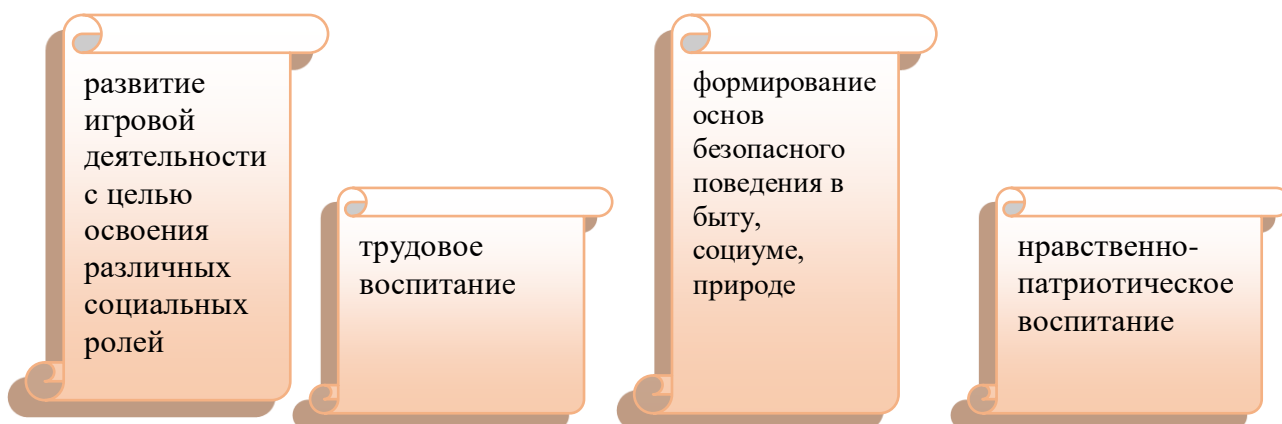 развитие
игровой
деятельности
с целью
освоения
различных
социальных
ролей
трудовое
воспитание
формирование
основ
безопасного
поведения в
быту,
социуме,
природе
нравственно-
патриотическое
воспитание